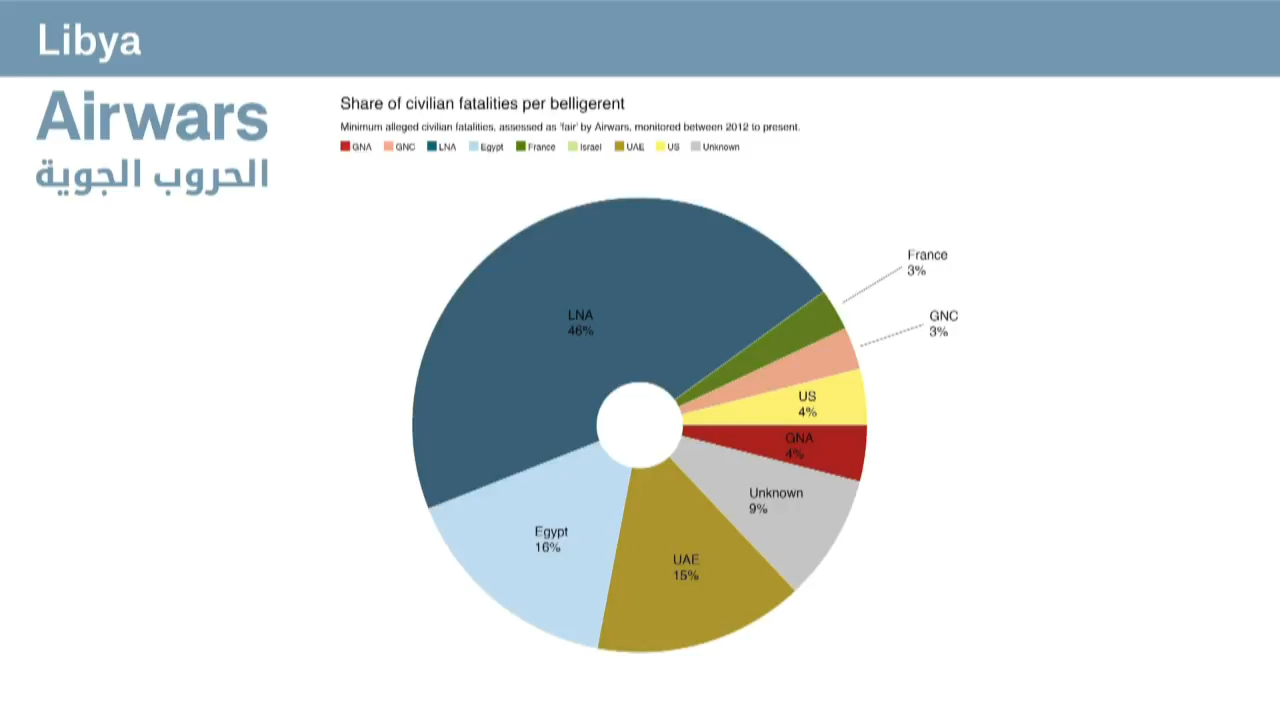 Libya
Airwars
الحروب الجوية
Share of civilian fatalities per belligerent
Minimum alleged civilian fatalities, assessed as 'fair' by Airwars, monitored between 2012 to present.
GNA GNC LNA Egypt France Israel UAE US Unknown
France
3%
GNC
3%
LNA
46%
US
4%
GNA
4%
Unknown
9%
Egypt
16%
UAE
15%